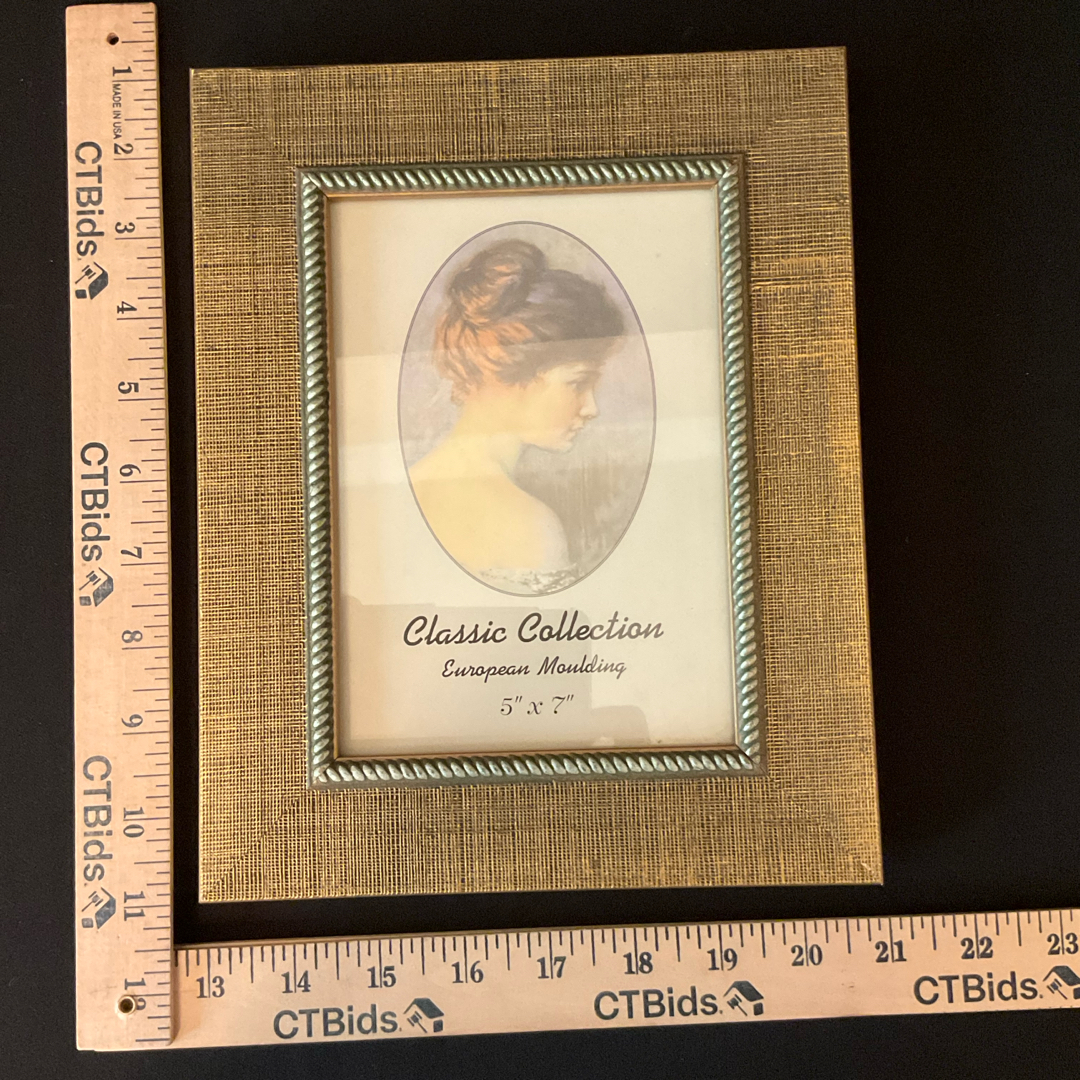 1
MADE IN USA
2
CTBids.
3
4
5
CTBids.
6
7
8
9
CTBids.
10
11
12
Classic Collection
European Moulding
5" x 7"
13 14 15 16 17 18 19 20 21 22 23
CTBids. CTBids. CTBids.